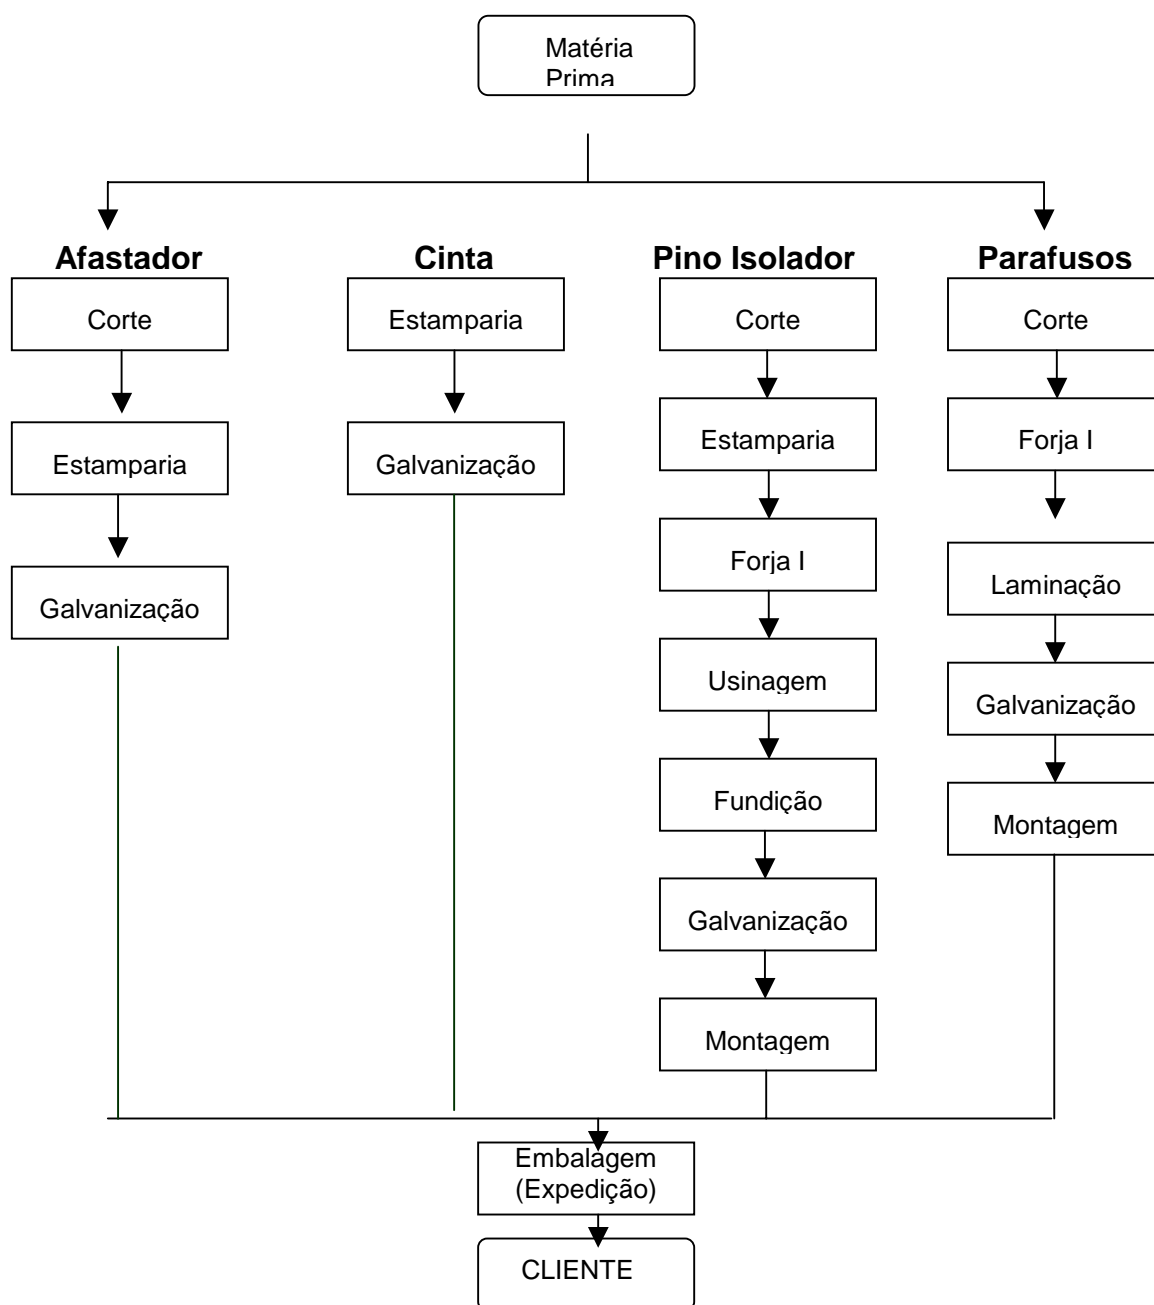 Matéria
Prima
Afastador
Cinta
Pino Isolador
Parafusos
Corte
Estamparia
Corte
Corte
Estamparia
Galvanização
Estamparia
Forja I
Galvanização
Forja I
Laminação
Usinagem
Galvanização
Fundição
Montagem
Galvanização
Montagem
Embalagem
(Expedição)
CLIENTE